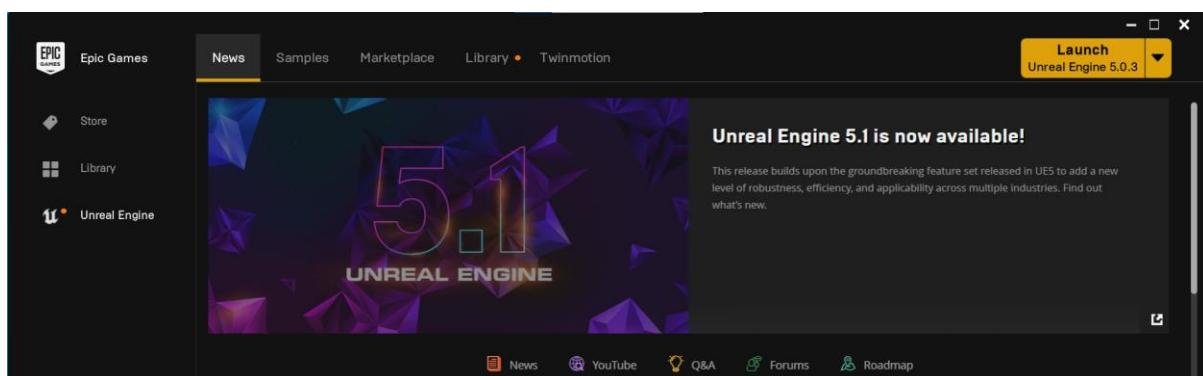 EPIC
GAMES
Epic Games
News
Samples
Marketplace
Library
Twinmotion
Launch
Unreal Engine 5.0.3
Store
Library
Unreal Engine
5.1
UNREAL ENGINE
Unreal Engine 5.1 is now available!
This release builds upon the groundbreaking feature set released in UE5 to add a new
level of robustness, efficiency, and applicability across multiple industries. Find out
what's new.
News
YouTube
Q&A
Forums
Roadmap